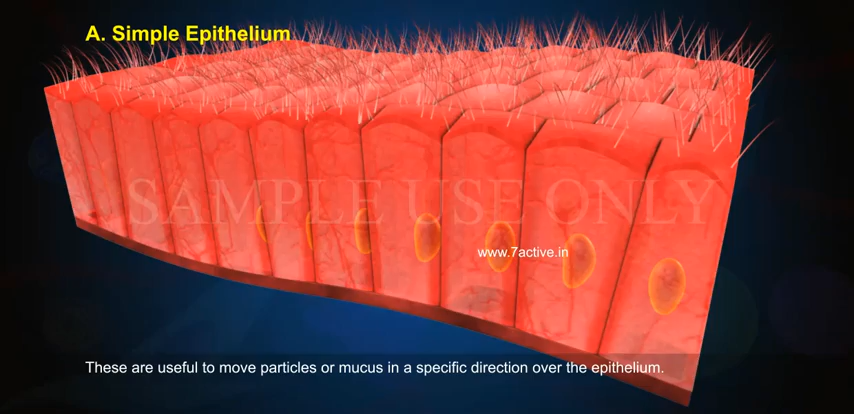 A. Simple Epithelium
SAMPLE USE ONLY
www.7active.in
These are useful to move particles or mucus in a specific direction over the epithelium.